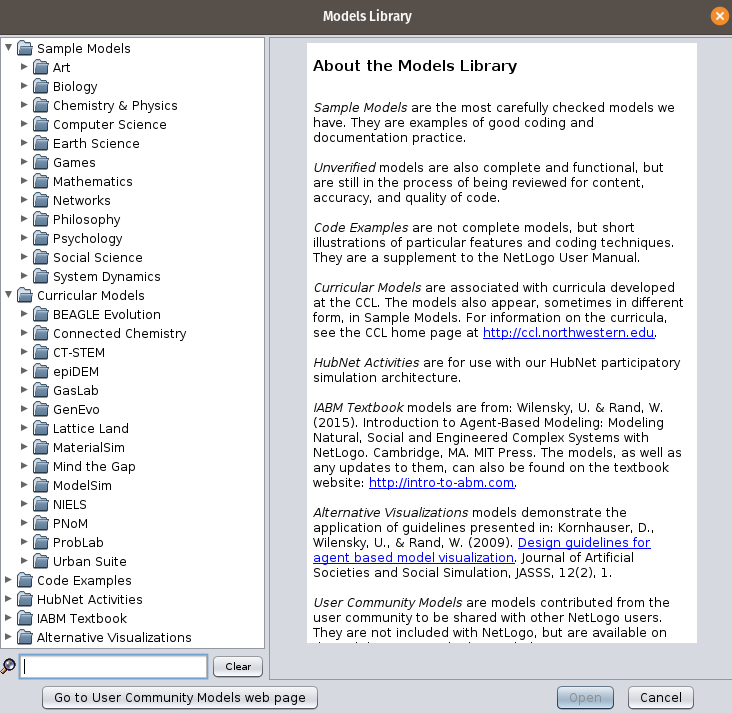 Models Library
Sample Models
Art
Biology
Chemistry & Physics
Computer Science
Earth Science
Games
Mathematics
Networks
Philosophy
Psychology
Social Science
System Dynamics
Curricular Models
BEAGLE Evolution
Connected Chemistry
CT-STEM
epiDEM
GasLab
GenEvo
Lattice Land
MaterialSim
Mind the Gap
ModelSim
NIELS
PNoM
ProbLab
Urban Suite
Code Examples
HubNet Activities
IABM Textbook
Alternative Visualizations
Clear
About the Models Library
Sample Models are the most carefully checked models we
have. They are examples of good coding and
documentation practice.
Unverified models are also complete and functional, but
are still in the process of being reviewed for content,
accuracy, and quality of code.
Code Examples are not complete models, but short
illustrations of particular features and coding techniques.
They are a supplement to the NetLogo User Manual.
Curricular Models are associated with curricula developed
at the CCL. The models also appear, sometimes in different
form, in Sample Models. For information on the curricula,
see the CCL home page at http://ccl.northwestern.edu.
HubNet Activities are for use with our HubNet participatory
simulation architecture.
IABM Textbook models are from: Wilensky, U. & Rand, W.
(2015). Introduction to Agent-Based Modeling: Modeling
Natural, Social and Engineered Complex Systems with
NetLogo. Cambridge, MA. MIT Press. The models, as well as
any updates to them, can also be found on the textbook
website: http://intro-to-abm.com.
Alternative Visualizations models demonstrate the
application of guidelines presented in: Kornhauser, D.,
Wilensky, U., & Rand, W. (2009). Design guidelines for
agent based model visualization. Journal of Artificial
Societies and Social Simulation, JASSS, 12(2), 1.
User Community Models are models contributed from the
user community to be shared with other NetLogo users.
They are not included with NetLogo, but are available on
Go to User Community Models web page
Open
Cancel